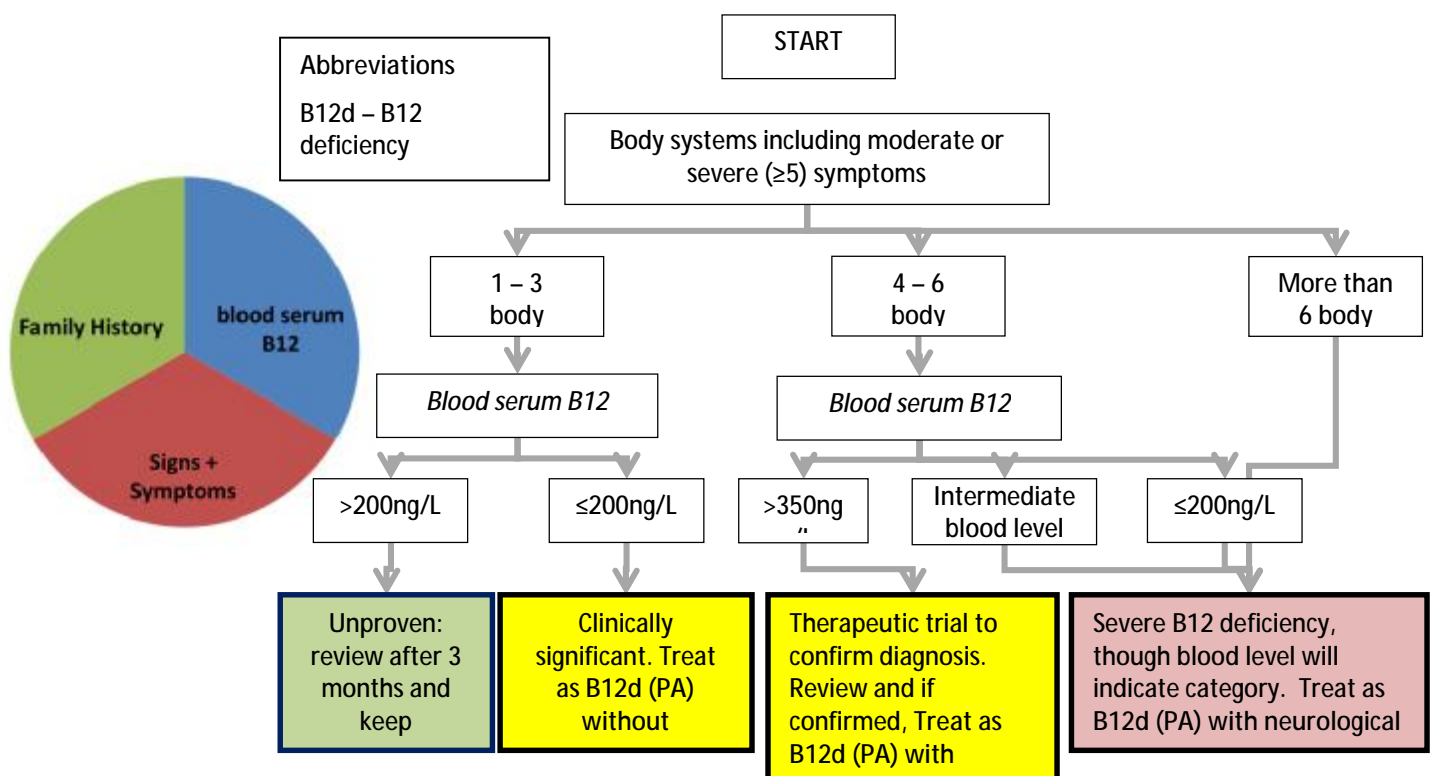 START
Abbreviations
B12d – B12
deficiency
Body systems including moderate or
severe (≥5) symptoms
Family History
blood serum
B12
Signs +
Symptoms
1 – 3
body
4 – 6
body
More than
6 body
Blood serum B12
Blood serum B12
>200ng/L
≤200ng/L
>350ng
Intermediate
blood level
≤200ng/L
Unproven:
review after 3
months and
keep
Clinically
significant. Treat
as B12d (PA)
without
Therapeutic trial to
confirm diagnosis.
Review and if
confirmed, Treat as
B12d (PA) with
Severe B12 deficiency,
though blood level will
indicate category. Treat as
B12d (PA) with neurological